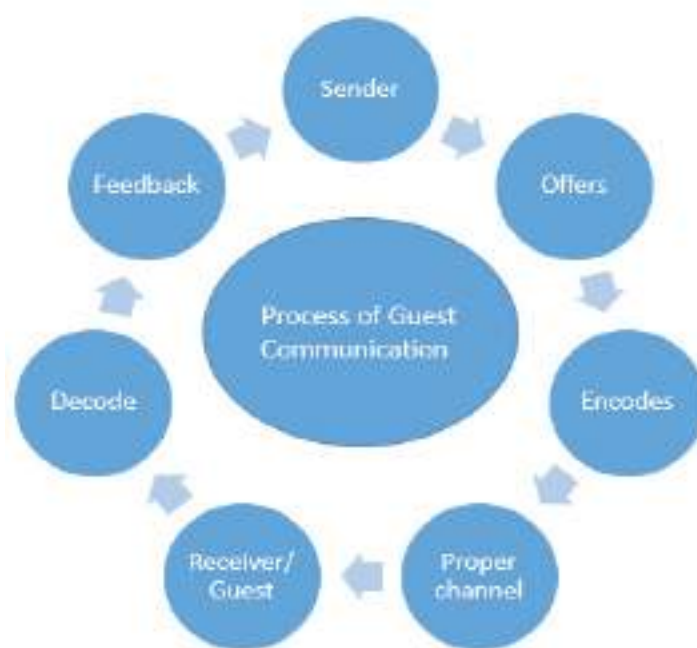 Sender
Offers
Encodes
Proper
channel
Receiver/
Guest
Decode
Feedback
Process of Guest
Communication